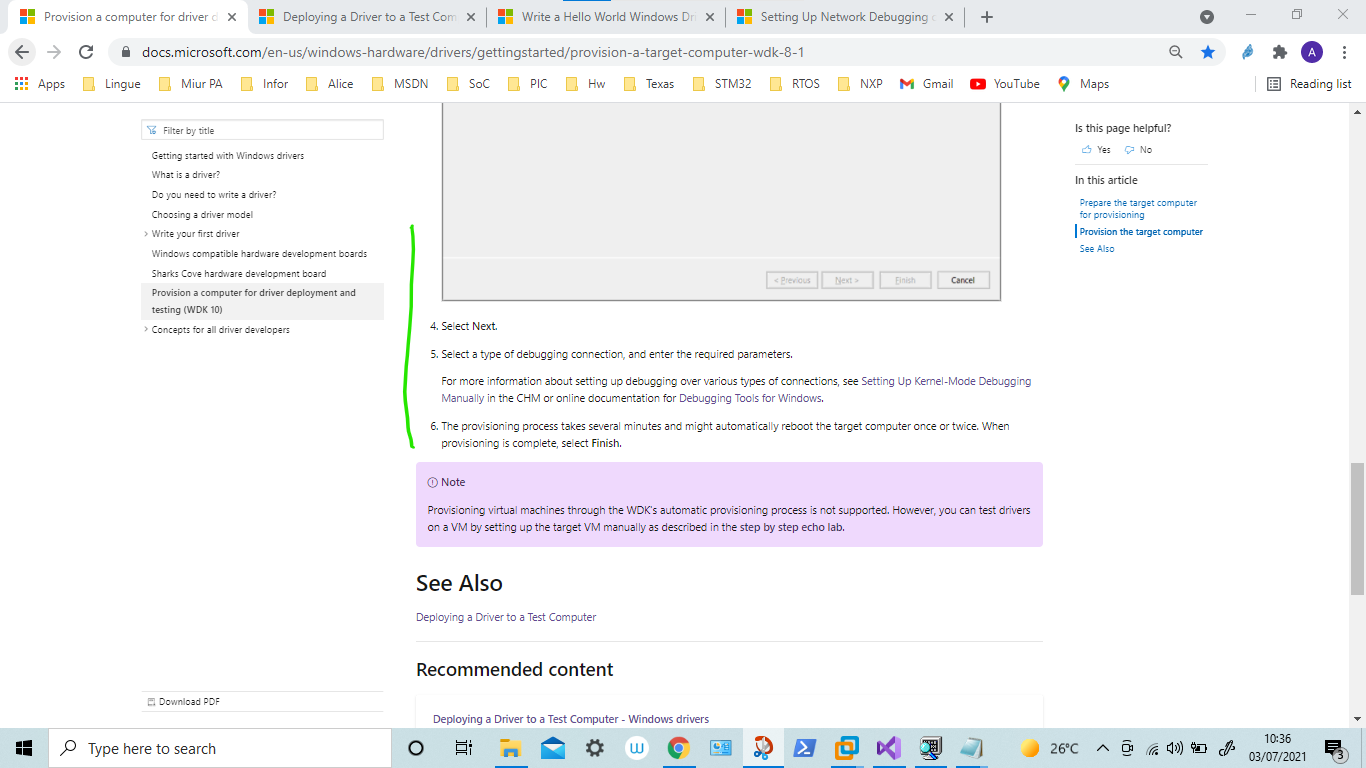 Provision a computer for driver d
Deploying a Driver to a Test Com
Write a Hello World Windows Dri
Setting Up Network Debugging o
docs.microsoft.com/en-us/windows-hardware/drivers/gettingstarted/provision-a-target-computer-wdk-8-1
A
Apps
Lingue
Miur PA
Infor
Alice
MSDN
SoC
PIC
Hw
Texas
STM32
RTOS
NXP
Gmail
YouTube
Maps
Reading list
Filter by title
Getting started with Windows drivers
What is a driver?
Do you need to write a driver?
Choosing a driver model
Write your first driver
Windows compatible hardware development boards
Sharks Cove hardware development board
Provision a computer for driver deployment and
testing (WDK 10)
Concepts for all driver developers
Download PDF
< Previous
Next >
Finish
Cancel
4. Select Next.
5. Select a type of debugging connection, and enter the required parameters.
For more information about setting up debugging over various types of connections, see Setting Up Kernel-Mode Debugging
Manually in the CHM or online documentation for Debugging Tools for Windows.
6. The provisioning process takes several minutes and might automatically reboot the target computer once or twice. When
provisioning is complete, select Finish.
Note
Provisioning virtual machines through the WDK's automatic provisioning process is not supported. However, you can test drivers
on a VM by setting up the target VM manually as described in the step by step echo lab.
See Also
Deploying a Driver to a Test Computer
Recommended content
Deploying a Driver to a Test Computer - Windows drivers
Is this page helpful?
Yes
No
In this article
Prepare the target computer
for provisioning
Provision the target computer
See Also
Type here to search
W
26°C
10:36
03/07/2021
3